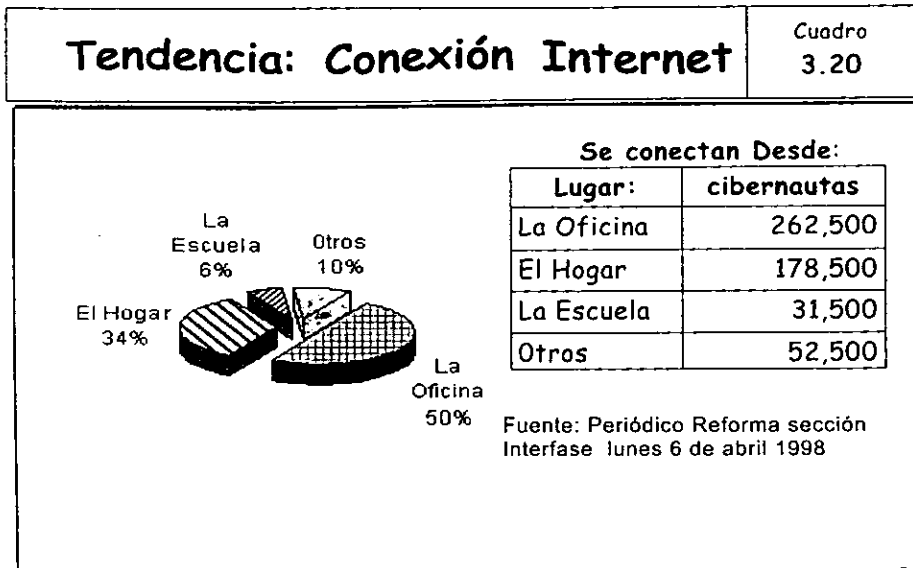 Tendencia: Conexión Internet
Cuadro
3.20
La
Escuela
6%
Otros
10%
El Hogar
34%
La
Oficina
50%
Se conectan Desde:
Lugar: cibernautas
La Oficina 262,500
El Hogar 178,500
La Escuela 31,500
Otros 52,500
Fuente: Periódico Reforma sección
Interfase lunes 6 de abril 1998